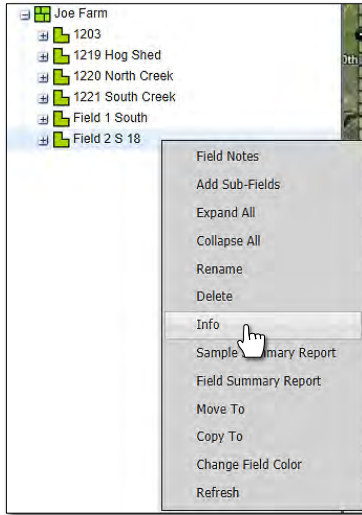 Joe Farm
1203
1219 Hog Shed
1220 North Creek
1221 South Creek
Field 1 South
Field 2 S 18
Field Notes
Add Sub-Fields
Expand All
Collapse All
Rename
Delete
Info
Sample mary Report
Field Summary Report
Move To
Copy To
Change Field Color
Refresh
0th